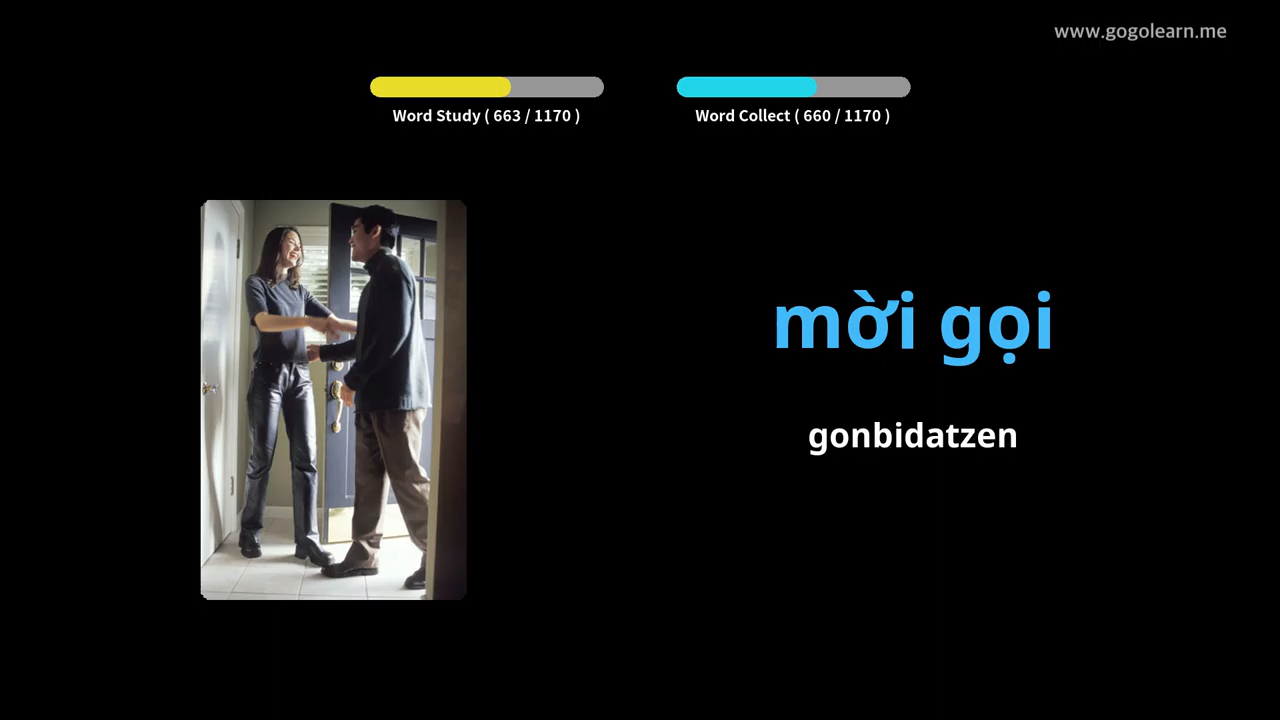 www.gogolearn.me
Word Study ( 663 / 1170 )
Word Collect ( 660 / 1170 )
mời gọi
gonbidatzen